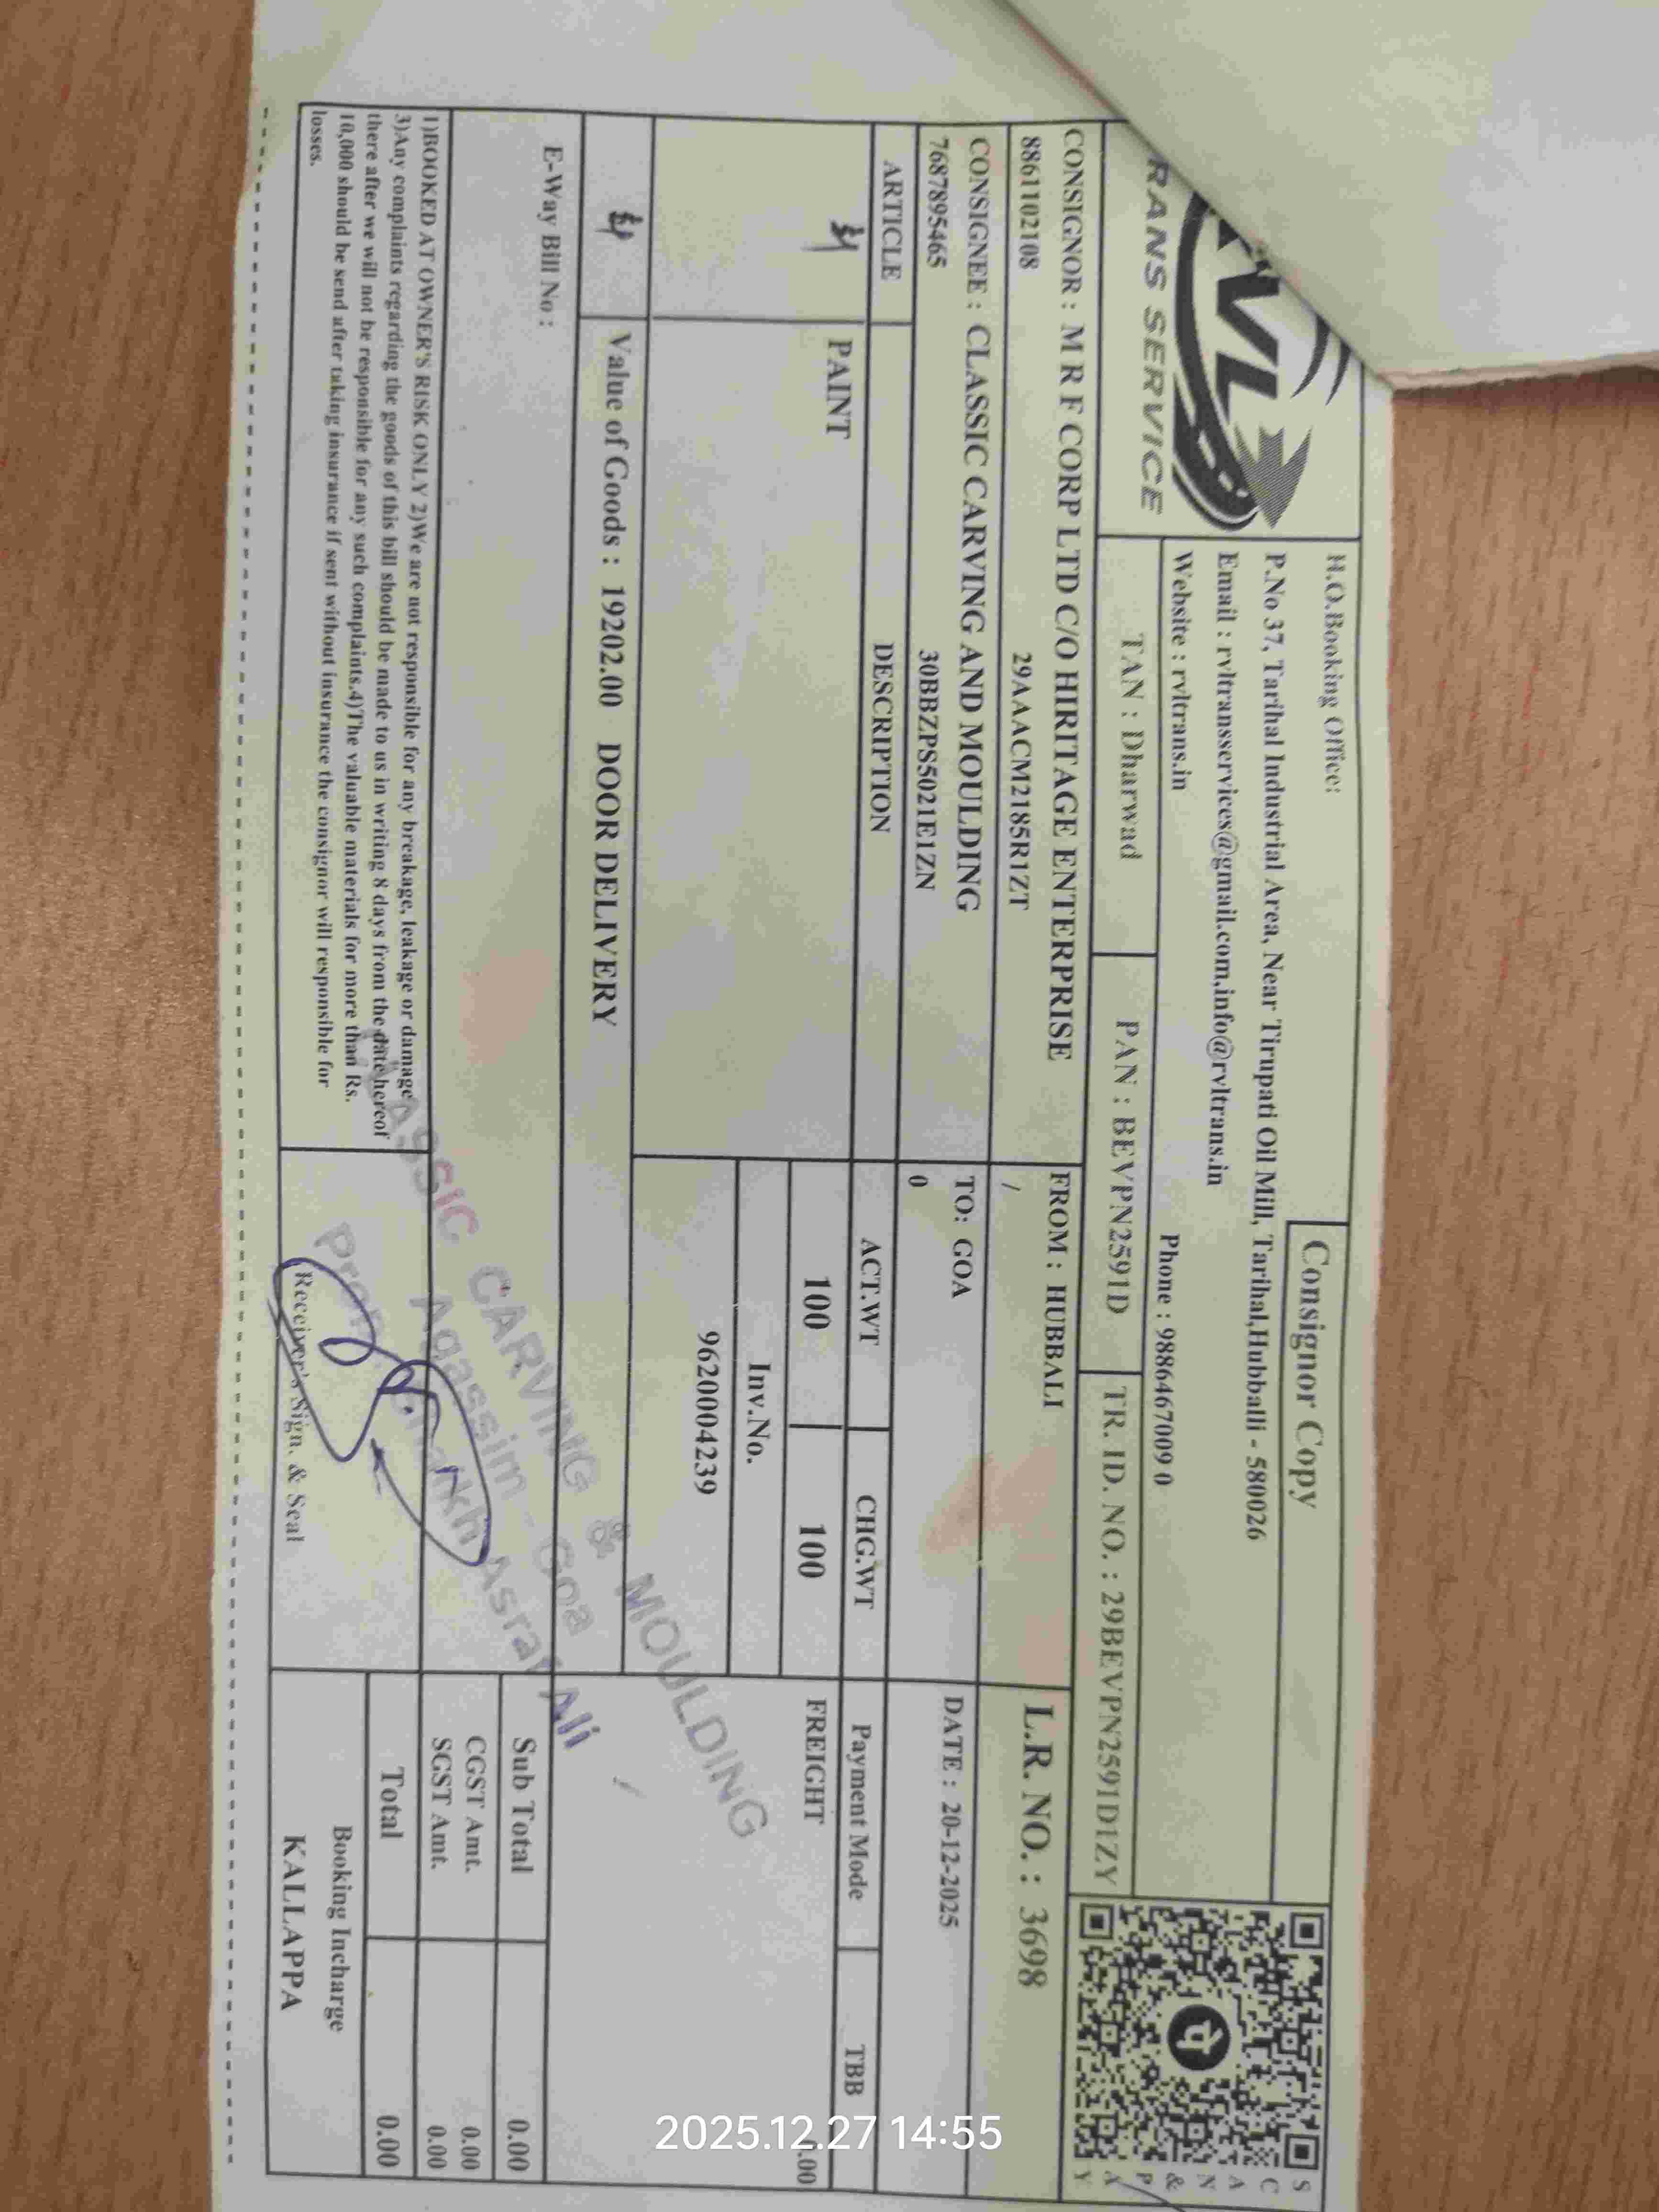 RANS SERVICE
H.O.Booking Office:
Consignor Copy
P.No 37, Tarihal Industrial Area, Near Tirupati Oil Mill, Tarihal,Hubballi - 580026
Email : rvltransservices@gmail.com,info@rvltrans.in
Website : rvltrans.in
Phone : 9886467009 0
SCAN & PAY
TAN : Dharwad
PAN : BEVPN2591D
TR. ID. NO. : 29BEVPN2591D1ZY
CONSIGNOR : M R F CORP LTD C/O HIRITAGE ENTERPRISE
8861102108 29AAACM2185R1ZT
FROM : HUBBALI
/
L.R. NO. : 3698
CONSIGNEE : CLASSIC CARVING AND MOULDING
7687895465 30BBZPS5021E1ZN
TO: GOA
0
DATE : 20-12-2025
ARTICLE DESCRIPTION ACT.WT CHG.WT Payment Mode TBB
PAINT 100 100 FREIGHT 0.00
Inv.No.
9620004239
Value of Goods : 19202.00 DOOR DELIVERY
E-Way Bill No :
Sub Total 0.00
CGST Amt. 0.00
SGST Amt. 0.00
Total 0.00
1)BOOKED AT OWNER'S RISK ONLY 2)We are not responsible for any breakage, leakage or damage
3)Any complaints regarding the goods of this bill should be made to us in writing 8 days from the date hereof
there after we will not be responsible for any such complaints.4)The valuable materials for more than Rs.
10,000 should be send after taking insurance if sent without insurance the consignor will responsible for
losses.
CARVING & MOULDING
Agassim Goa
Asraf Ali
Receiver's Sign. & Seal
Booking Incharge
KALLAPPA
2025.12.27 14:55